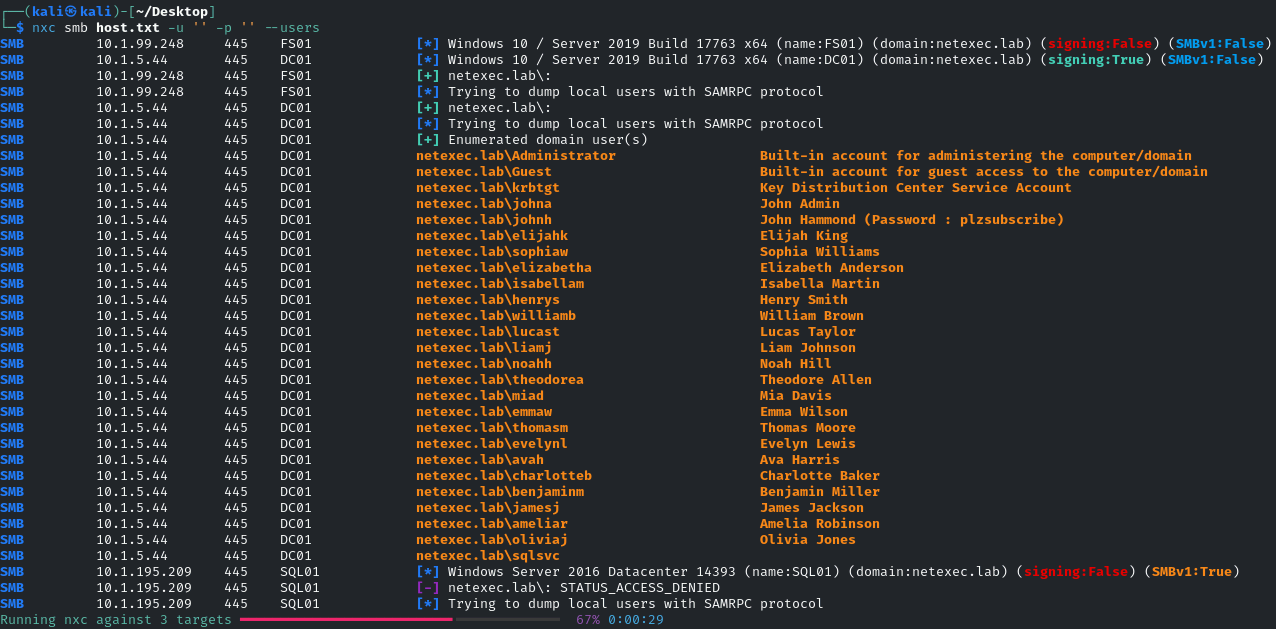 ┌──(kali㉿kali)-[~/Desktop]
└─$ nxc smb host.txt -u '' -p '' --users
SMB 10.1.99.248 445 FS01 [*] Windows 10 / Server 2019 Build 17763 x64 (name:FS01) (domain:netexec.lab) (signing:False) (SMBv1:False)
SMB 10.1.5.44 445 DC01 [*] Windows 10 / Server 2019 Build 17763 x64 (name:DC01) (domain:netexec.lab) (signing:True) (SMBv1:False)
SMB 10.1.99.248 445 FS01 [+] netexec.lab\:
SMB 10.1.99.248 445 FS01 [*] Trying to dump local users with SAMRPC protocol
SMB 10.1.5.44 445 DC01 [+] netexec.lab\:
SMB 10.1.5.44 445 DC01 [*] Trying to dump local users with SAMRPC protocol
SMB 10.1.5.44 445 DC01 [+] Enumerated domain user(s)
SMB 10.1.5.44 445 DC01 netexec.lab\Administrator Built-in account for administering the computer/domain
SMB 10.1.5.44 445 DC01 netexec.lab\Guest Built-in account for guest access to the computer/domain
SMB 10.1.5.44 445 DC01 netexec.lab\krbtgt Key Distribution Center Service Account
SMB 10.1.5.44 445 DC01 netexec.lab\johna John Admin
SMB 10.1.5.44 445 DC01 netexec.lab\johnh John Hammond (Password : plzsubscribe)
SMB 10.1.5.44 445 DC01 netexec.lab\elijahk Elijah King
SMB 10.1.5.44 445 DC01 netexec.lab\sophiaw Sophia Williams
SMB 10.1.5.44 445 DC01 netexec.lab\elizabetha Elizabeth Anderson
SMB 10.1.5.44 445 DC01 netexec.lab\isabellam Isabella Martin
SMB 10.1.5.44 445 DC01 netexec.lab\henrys Henry Smith
SMB 10.1.5.44 445 DC01 netexec.lab\williamb William Brown
SMB 10.1.5.44 445 DC01 netexec.lab\lucast Lucas Taylor
SMB 10.1.5.44 445 DC01 netexec.lab\liamj Liam Johnson
SMB 10.1.5.44 445 DC01 netexec.lab\noahh Noah Hill
SMB 10.1.5.44 445 DC01 netexec.lab\theodorea Theodore Allen
SMB 10.1.5.44 445 DC01 netexec.lab\miad Mia Davis
SMB 10.1.5.44 445 DC01 netexec.lab\emmaw Emma Wilson
SMB 10.1.5.44 445 DC01 netexec.lab\thomasm Thomas Moore
SMB 10.1.5.44 445 DC01 netexec.lab\evelynl Evelyn Lewis
SMB 10.1.5.44 445 DC01 netexec.lab\avah Ava Harris
SMB 10.1.5.44 445 DC01 netexec.lab\charlotteb Charlotte Baker
SMB 10.1.5.44 445 DC01 netexec.lab\benjaminm Benjamin Miller
SMB 10.1.5.44 445 DC01 netexec.lab\jamesj James Jackson
SMB 10.1.5.44 445 DC01 netexec.lab\ameliar Amelia Robinson
SMB 10.1.5.44 445 DC01 netexec.lab\oliviaj Olivia Jones
SMB 10.1.5.44 445 DC01 netexec.lab\sqlsvc
SMB 10.1.195.209 445 SQL01 [*] Windows Server 2016 Datacenter 14393 (name:SQL01) (domain:netexec.lab) (signing:False) (SMBv1:True)
SMB 10.1.195.209 445 SQL01 [-] netexec.lab\: STATUS_ACCESS_DENIED
SMB 10.1.195.209 445 SQL01 [*] Trying to dump local users with SAMRPC protocol
Running nxc against 3 targets 67% 0:00:29